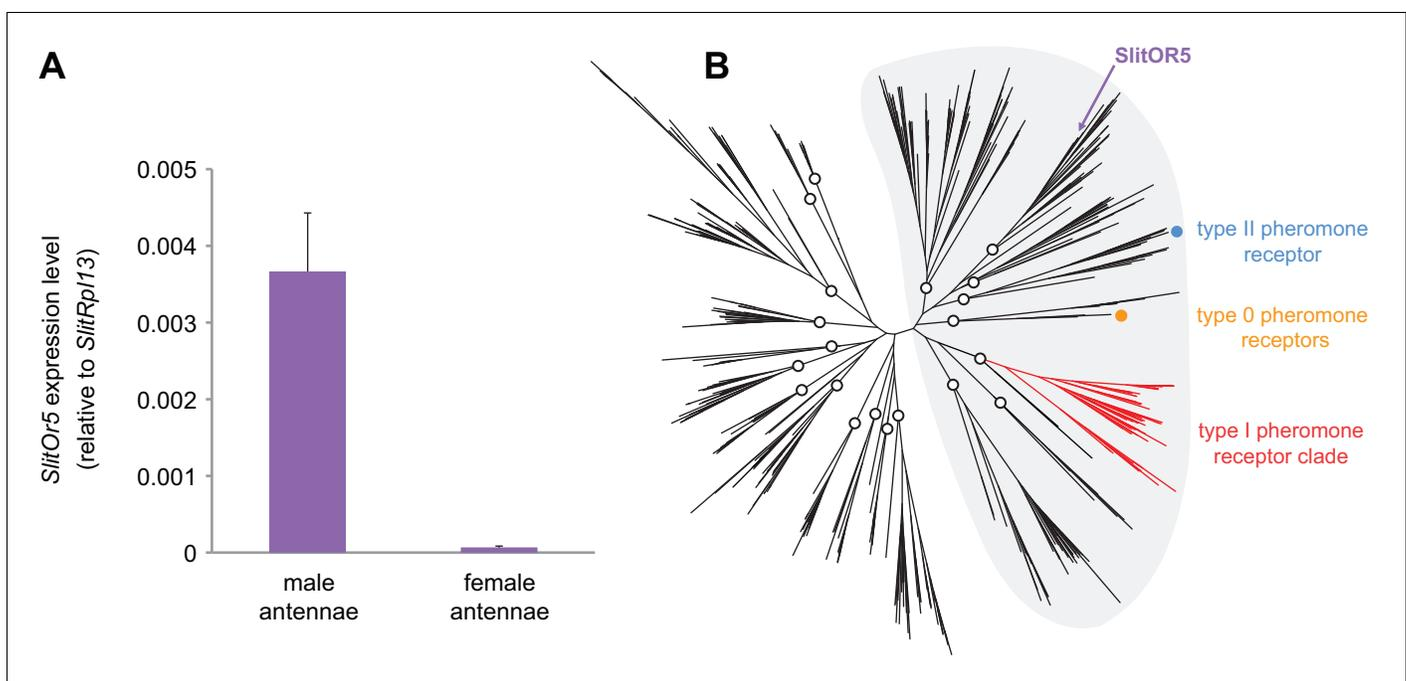 A
SlitOr5 expression level
(relative to SlitRpl13)
0.005
0.004
0.003
0.002
0.001
0
male
antennae
female
antennae
B
SlitOR5
type II pheromone
receptor
type 0 pheromone
receptors
type I pheromone
receptor clade